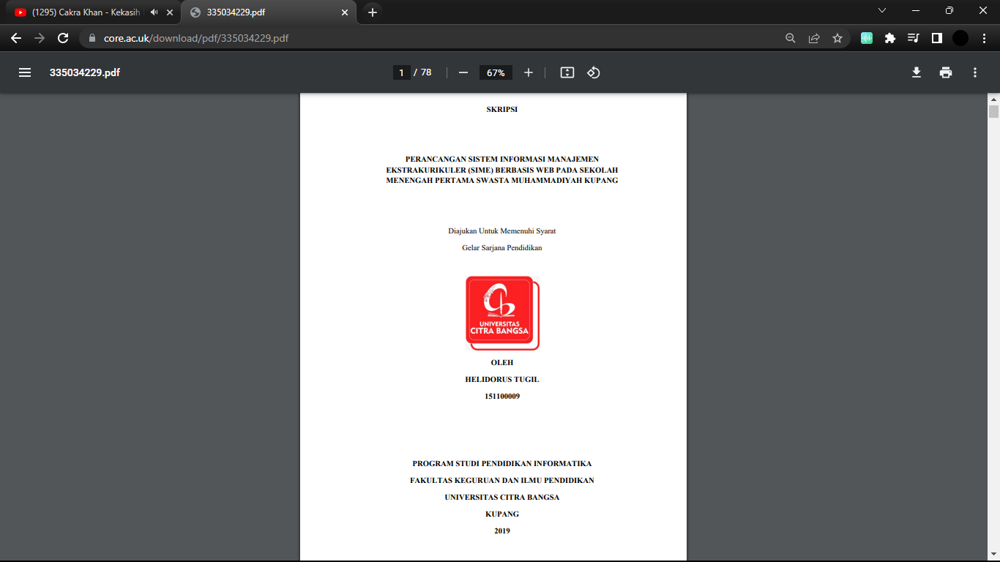 (1295) Cakra Khan - Kekasih
335034229.pdf
core.ac.uk/download/pdf/335034229.pdf
335034229.pdf
1 / 78
67%
SKRIPSI
PERANCANGAN SISTEM INFORMASI MANAJEMEN
EKSTRAKURIKULER (SIME) BERBASIS WEB PADA SEKOLAH
MENENGAH PERTAMA SWASTA MUHAMMADIYAH KUPANG
Diajukan Untuk Memenuhi Syarat
Gelar Sarjana Pendidikan
UNIVERSITAS
CITRA BANGSA
OLEH
HELIDORUS TUGIL
151100009
PROGRAM STUDI PENDIDIKAN INFORMATIKA
FAKULTAS KEGURUAN DAN ILMU PENDIDIKAN
UNIVERSITAS CITRA BANGSA
KUPANG
2019